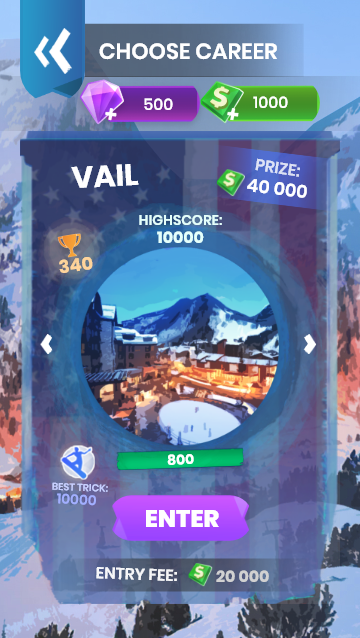 CHOOSE CAREER
500
1000
VAIL
PRIZE:
40 000
HIGHSCORE:
10000
340
800
BEST TRICK:
10000
ENTER
ENTRY FEE: 20 000